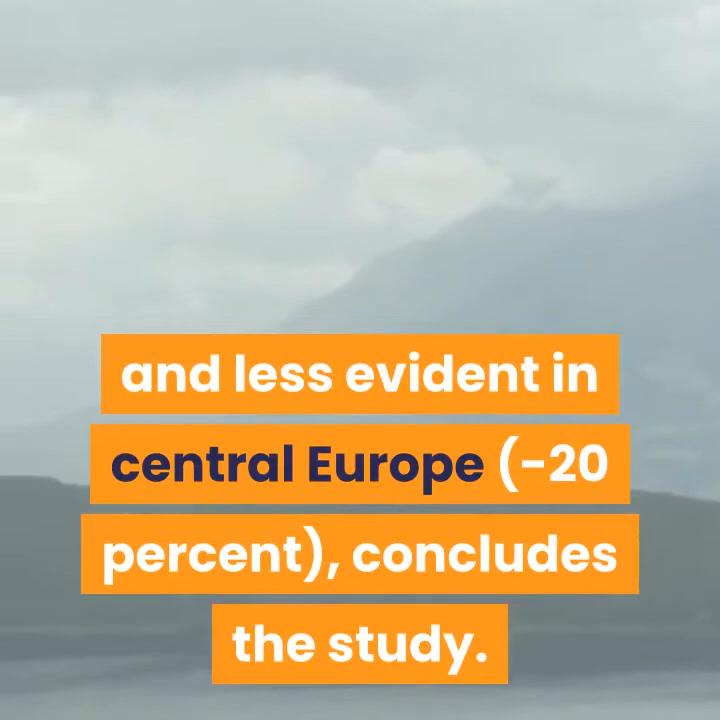 and less evident in
central Europe (-20
percent), concludes
the study.